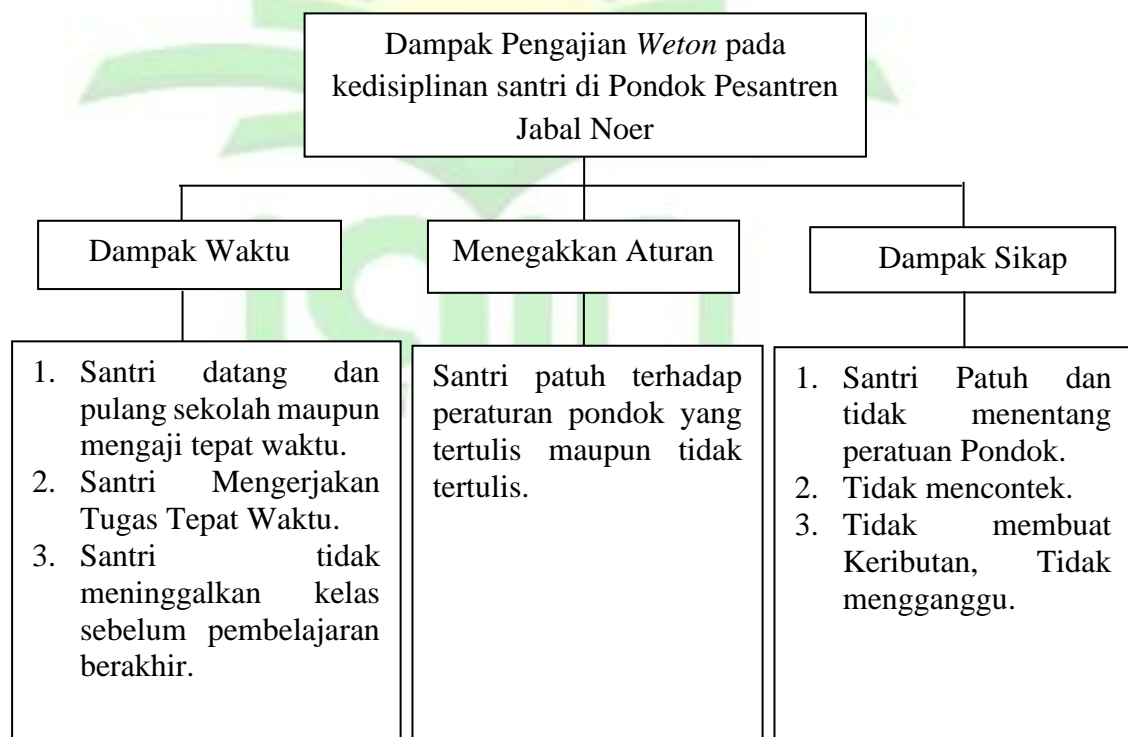 Dampak Pengajian Weton pada
kedisiplinan santri di Pondok Pesantren
Jabal Noer
Dampak Waktu
Menegakkan Aturan
Dampak Sikap
1. Santri datang dan
pulang sekolah maupun
mengaji tepat waktu.
2. Santri Mengerjakan
Tugas Tepat Waktu.
3. Santri tidak
meninggalkan kelas
sebelum pembelajaran
berakhir.
Santri patuh terhadap
peraturan pondok yang
tertulis maupun tidak
tertulis.
1. Santri Patuh dan
tidak menentang
peratuan Pondok.
2. Tidak mencontek.
3. Tidak membuat
Keributan, Tidak
mengganggu.